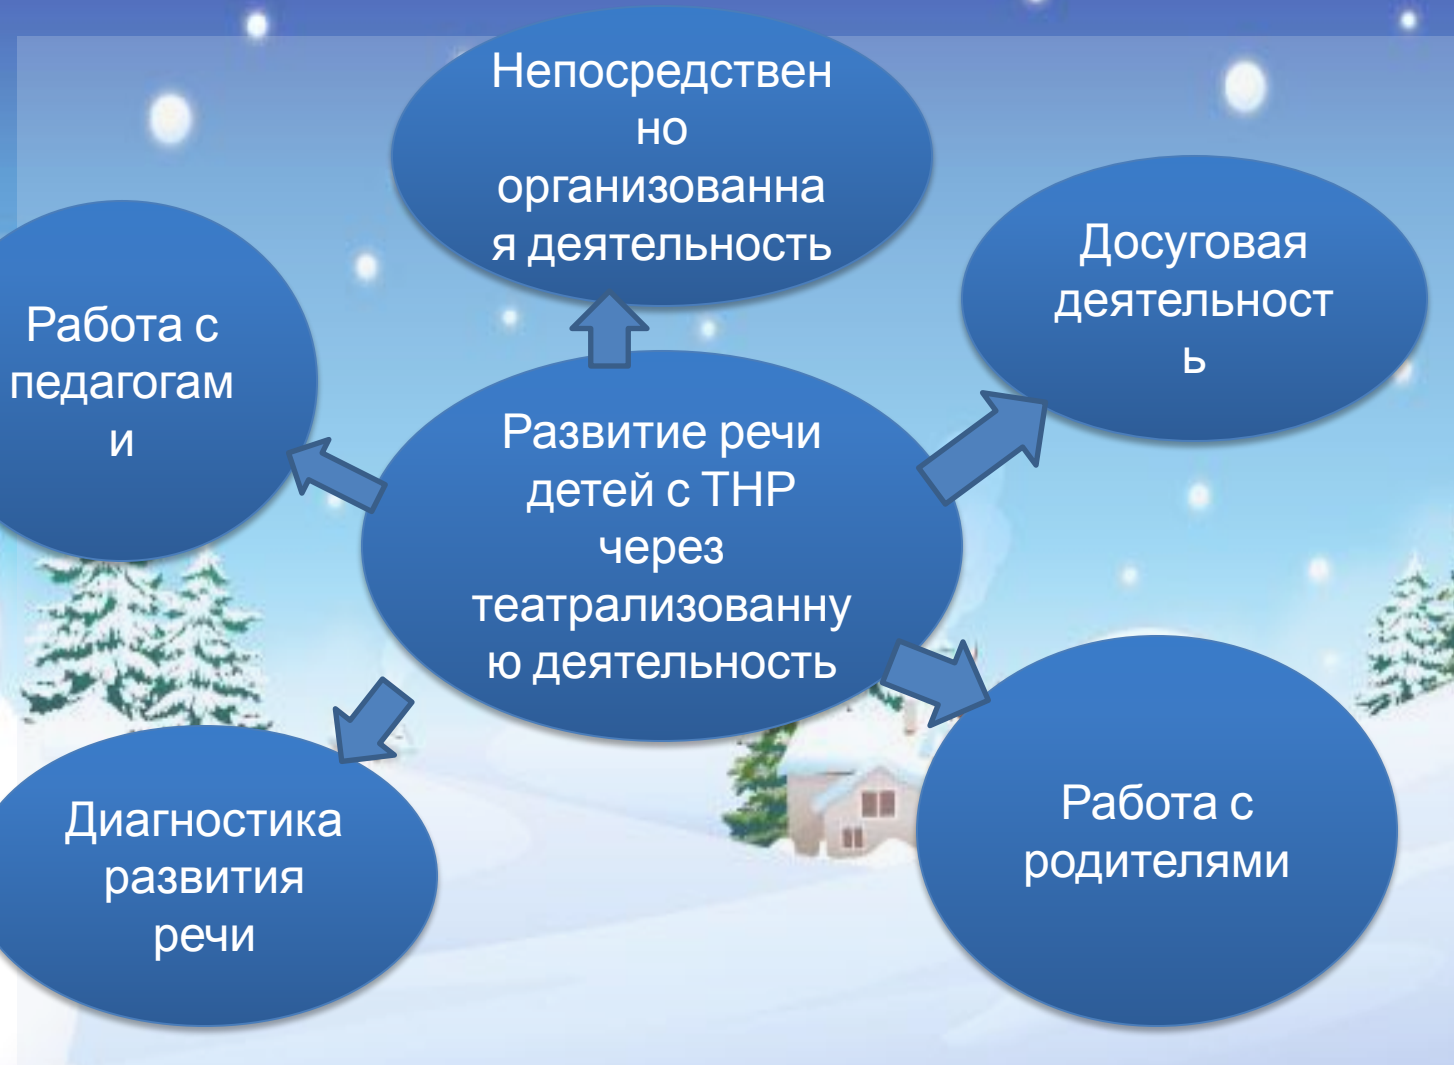 Непосредствен
но
организованна
я деятельность
Досуговая
деятельност
ь
Работа с
педагогам
и
Развитие речи
детей с ТНР
через
театрализованну
ю деятельность
Работа с
родителями
Диагностика
развития
речи